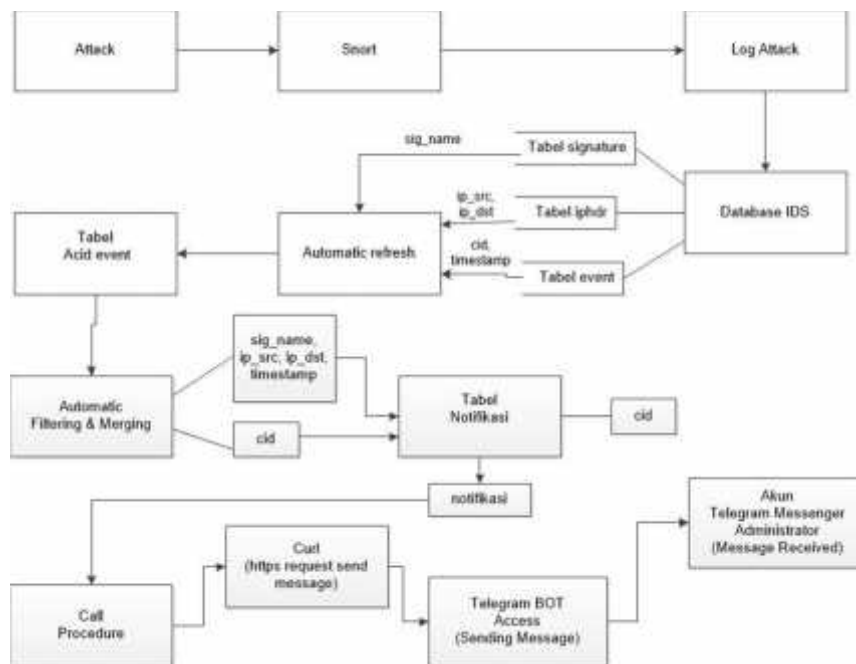 Attack
Snort
Log Attack
sig_name
Tabel signature
ip_src,
ip_dst
Tabel iphdr
Database IDS
Tabel
Acid event
Automatic refresh
cid,
timestamp
Tabel event
sig_name,
ip_src, ip_dst,
timestamp
Automatic
Filtering & Merging
cid
Tabel
Notifikasi
cid
notifikasi
Akun
Telegram Messenger
Administrator
(Message Received)
Curl
(https request send
message)
Call
Procedure
Telegram BOT
Access
(Sending Message)